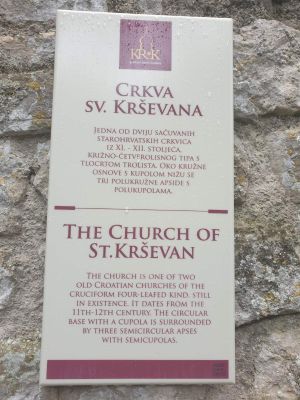 KRK
CRKVA
SV. KRŠEVANA
JEDNA OD DVIJU SAČUVANIH
STAROHRVATSKIH CRKVICA
IZ XI. - XII. STOLJEĆA.
KRIŽNO-ČETVEROLISNOG TIPA S
TLOCRTOM TROLISTA. OKO KRUŽNE
OSNOVE S KUPOLOM NIŽU SE
TRI POLUKRUŽNE APSIDE S
POLUKUPOLAMA.
THE CHURCH OF
ST.KRŠEVAN
THE CHURCH IS ONE OF TWO
OLD CROATIAN CHURCHES OF THE
CRUCIFORM FOUR-LEAFED KIND, STILL
IN EXISTENCE. IT DATES FROM THE
11TH-12TH CENTURY. THE CIRCULAR
BASE WITH A CUPOLA IS SURROUNDED
BY THREE SEMICIRCULAR APSES
WITH SEMICUPOLAS.